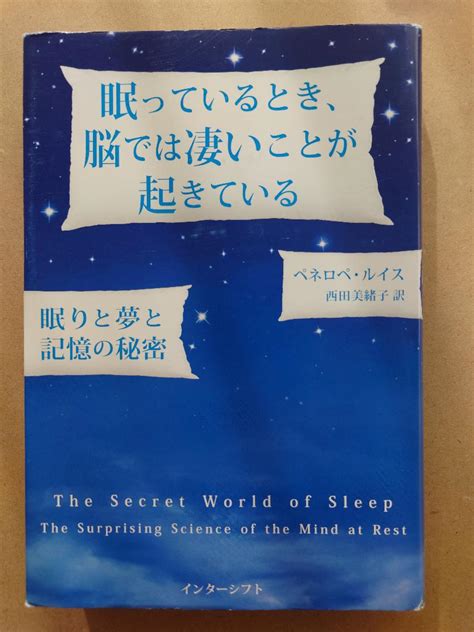 眠っているとき、
脳では凄いことが
起きている
ペネロペ・ルイス
西田美緒子 訳
眠りと夢と
記憶の秘密
The Secret World of Sleep
The Surprising Science of the Mind at Rest
インターシフト